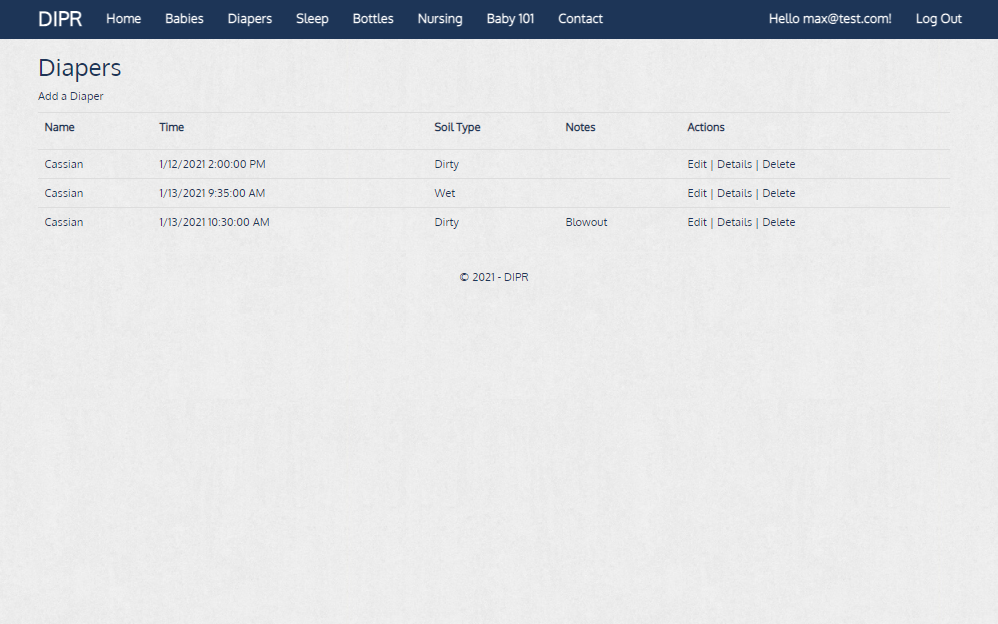 DIPR Home Babies Diapers Sleep Bottles Nursing Baby 101 Contact Hello max@test.com! Log Out
Diapers
Add a Diaper
Name Time Soil Type Notes Actions
Cassian 1/12/2021 2:00:00 PM Dirty Edit | Details | Delete
Cassian 1/13/2021 9:35:00 AM Wet Edit | Details | Delete
Cassian 1/13/2021 10:30:00 AM Dirty Blowout Edit | Details | Delete
© 2021 - DIPR